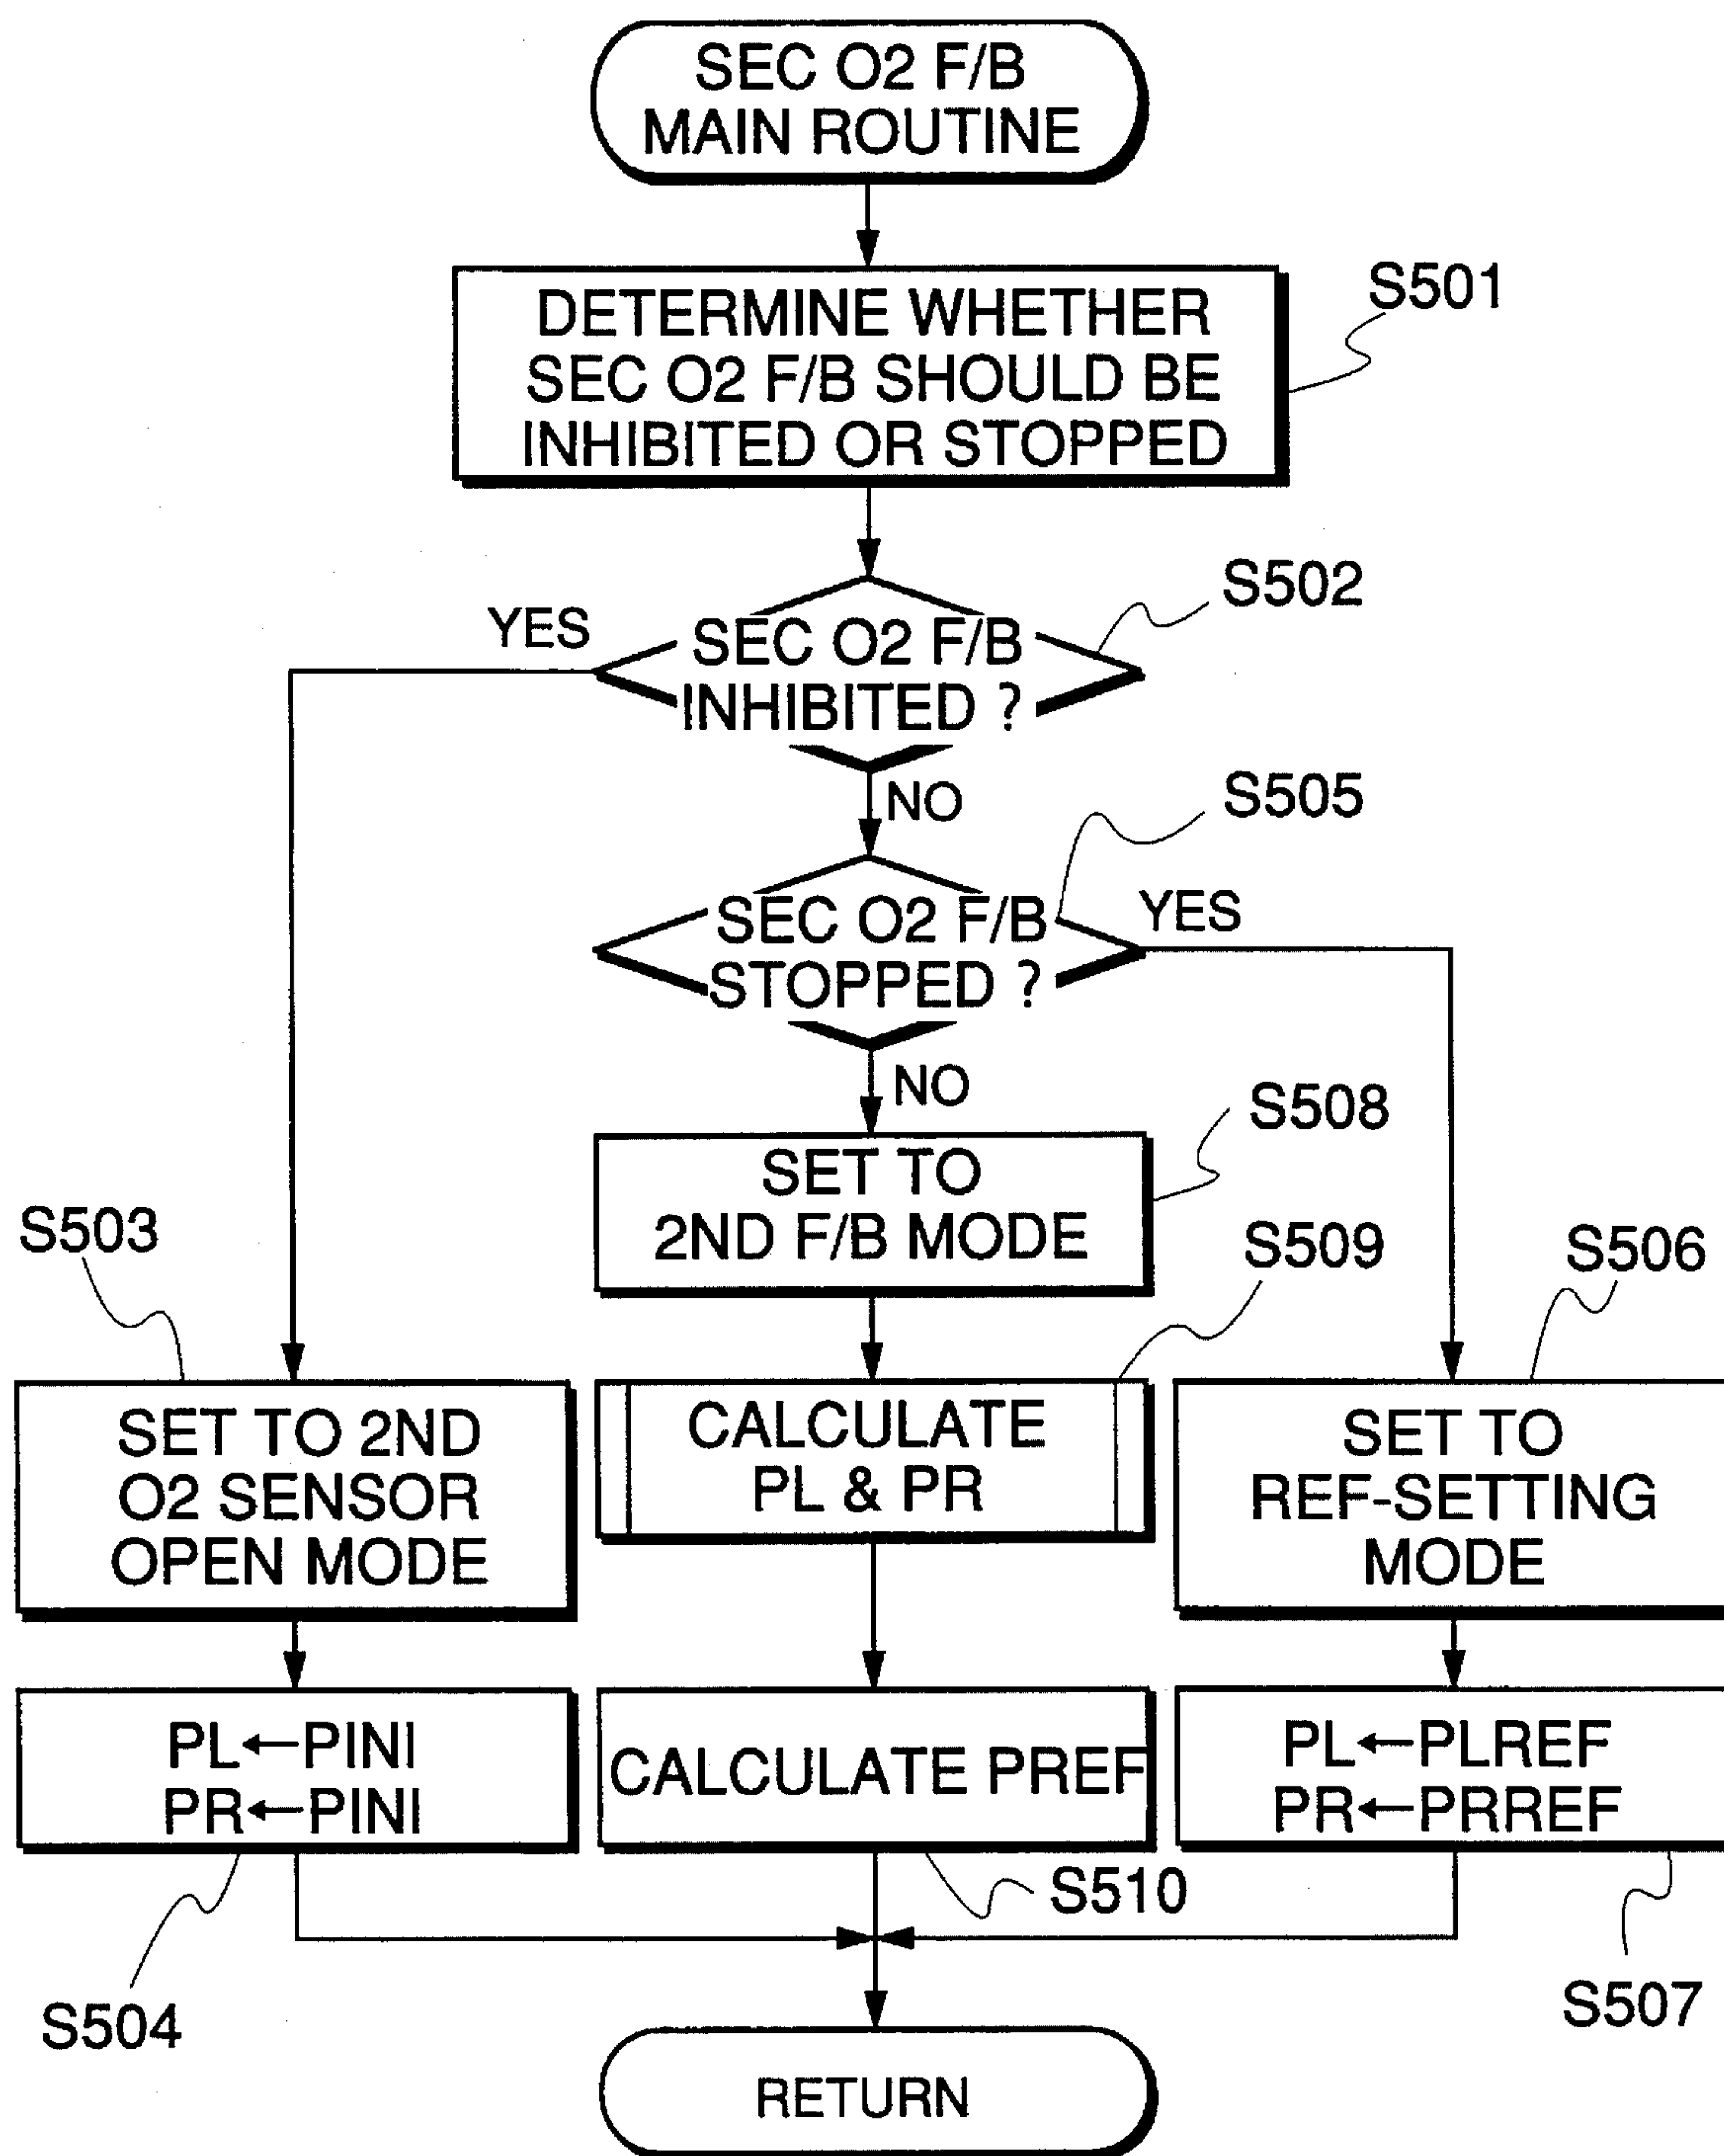 SEC O2 F/B
MAIN ROUTINE
DETERMINE WHETHER
SEC O2 F/B SHOULD BE
INHIBITED OR STOPPED
S501
SEC O2 F/B
INHIBITED ?
S502
YES
NO
SEC O2 F/B
STOPPED ?
S505
YES
NO
SET TO
2ND F/B MODE
S508
S503
SET TO 2ND
O2 SENSOR
OPEN MODE
S509
CALCULATE
PL & PR
S506
SET TO
REF-SETTING
MODE
PL←PINI
PR←PINI
S504
CALCULATE PREF
S510
PL←PLREF
PR←PRREF
S507
RETURN